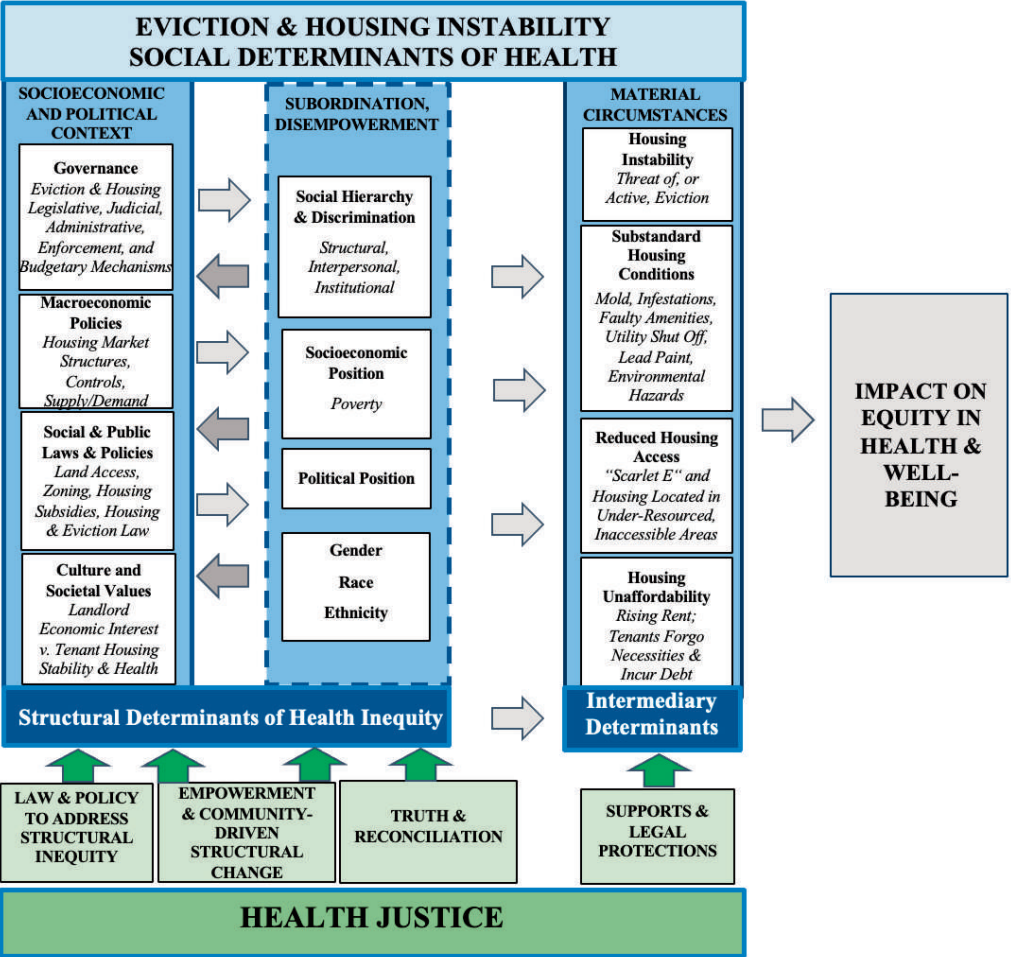 EVICTION & HOUSING INSTABILITY
SOCIAL DETERMINANTS OF HEALTH
SOCIOECONOMIC
AND POLITICAL
CONTEXT
Governance
Eviction & Housing
Legislative, Judicial,
Administrative,
Enforcement, and
Budgetary Mechanisms
Macroeconomic
Policies
Housing Market
Structures,
Controls,
Supply/Demand
Social & Public
Laws & Policies
Land Access,
Zoning, Housing
Subsidies, Housing
& Eviction Law
Culture and
Societal Values
Landlord
Economic Interest
v. Tenant Housing
Stability & Health
SUBORDINATION,
DISEMPOWERMENT
Social Hierarchy
& Discrimination
Structural,
Interpersonal,
Institutional
Socioeconomic
Position
Poverty
Political Position
Gender
Race
Ethnicity
MATERIAL
CIRCUMSTANCES
Housing
Instability
Threat of, or
Active, Eviction
Substandard
Housing
Conditions
Mold, Infestations,
Faulty Amenities,
Utility Shut Off,
Lead Paint,
Environmental
Hazards
Reduced Housing
Access
“Scarlet E“ and
Housing Located in
Under-Resourced,
Inaccessible Areas
Housing
Unaffordability
Rising Rent;
Tenants Forgo
Necessities &
Incur Debt
IMPACT ON
EQUITY IN
HEALTH &
WELL-
BEING
Structural Determinants of Health Inequity
Intermediary
Determinants
LAW & POLICY
TO ADDRESS
STRUCTURAL
INEQUITY
EMPOWERMENT
& COMMUNITY-
DRIVEN
STRUCTURAL
CHANGE
TRUTH &
RECONCILIATION
SUPPORTS &
LEGAL
PROTECTIONS
HEALTH JUSTICE